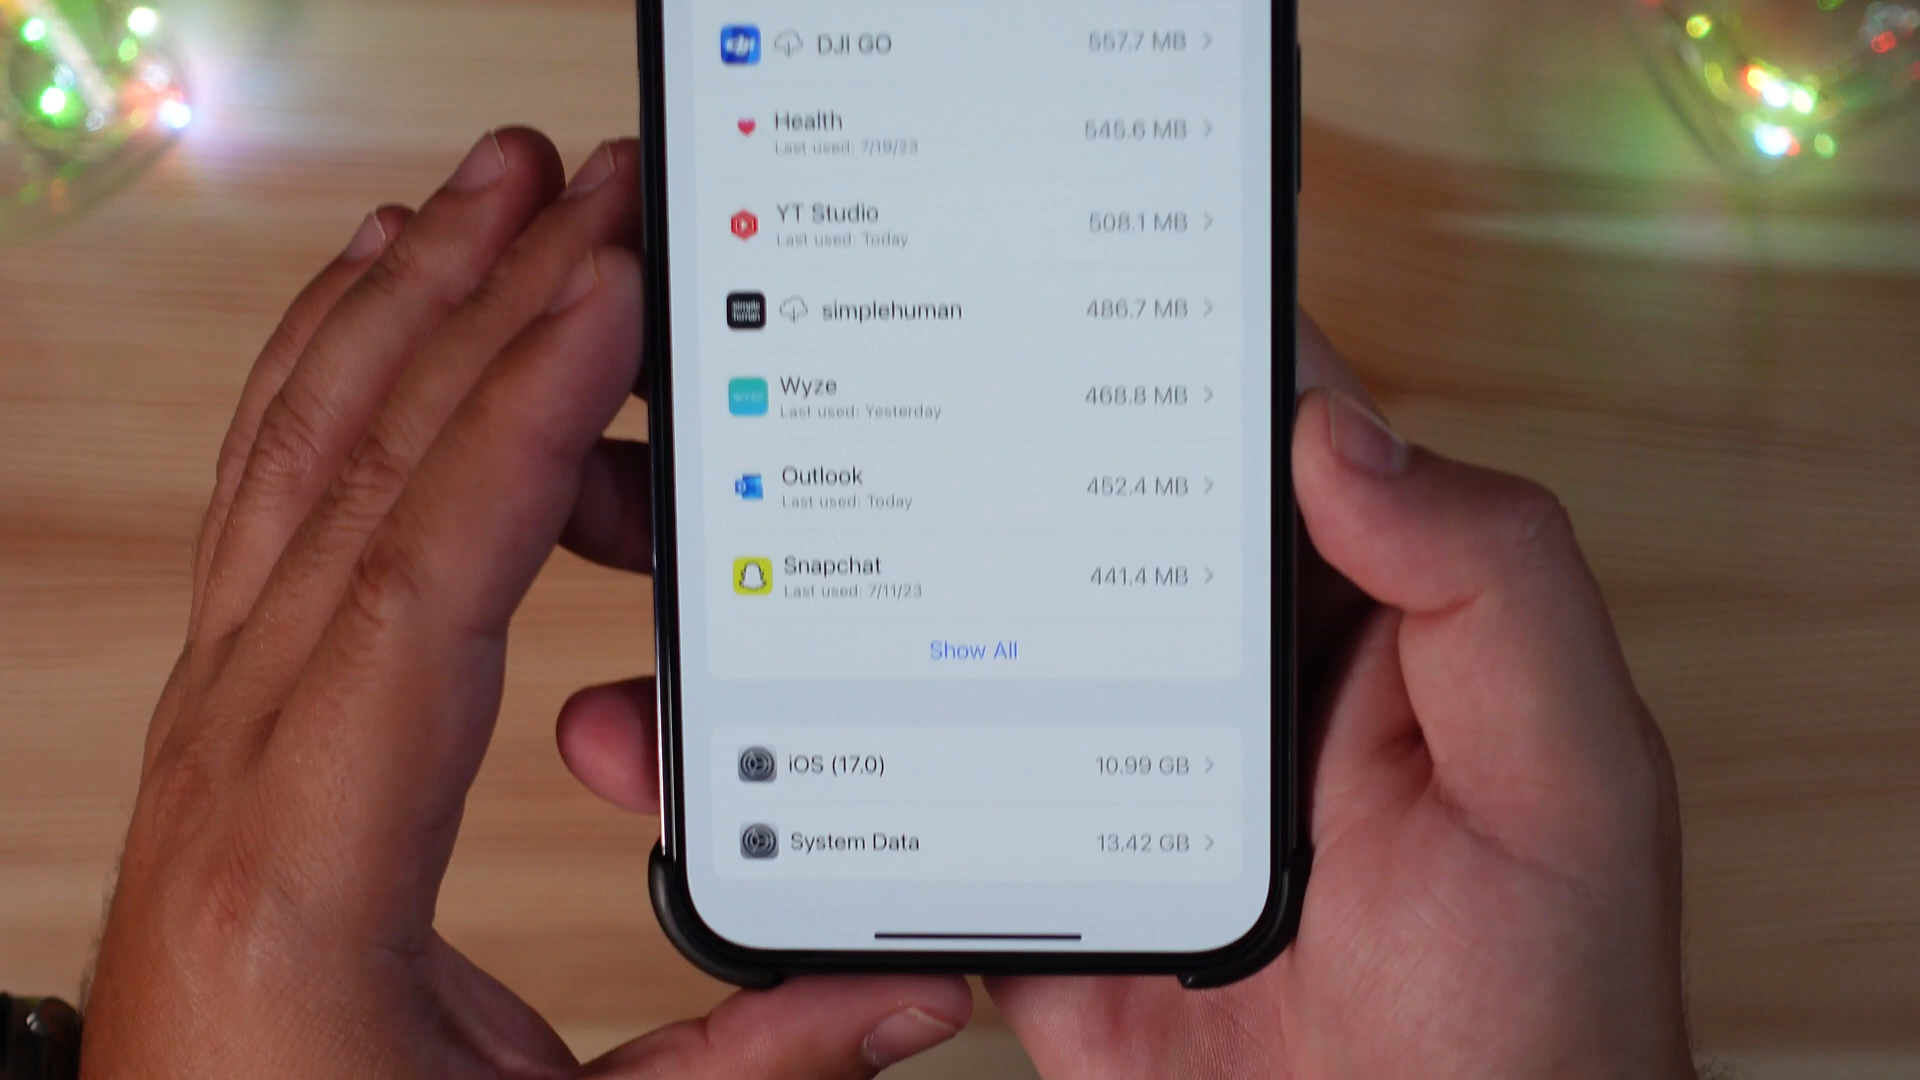 DJI GO 557.7 MB
Health 545.6 MB
Last used: 7/19/23
YT Studio 508.1 MB
Last used: Today
simplehuman 486.7 MB
Wyze 468.8 MB
Last used: Yesterday
Outlook 452.4 MB
Last used: Today
Snapchat 441.4 MB
Last used: 7/11/23
Show All
iOS (17.0) 10.99 GB
System Data 13.42 GB